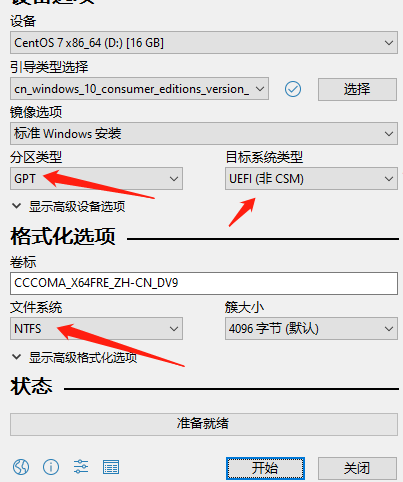 设备选项
设备
CentOS 7 x86_64 (D:) [16 GB]
引导类型选择
cn_windows_10_consumer_editions_version_
选择
镜像选项
标准 Windows 安装
分区类型
目标系统类型
GPT
UEFI (非 CSM)
显示高级设备选项
格式化选项
卷标
CCCOMA_X64FRE_ZH-CN_DV9
文件系统
簇大小
NTFS
4096 字节 (默认)
显示高级格式化选项
状态
准备就绪
开始
关闭